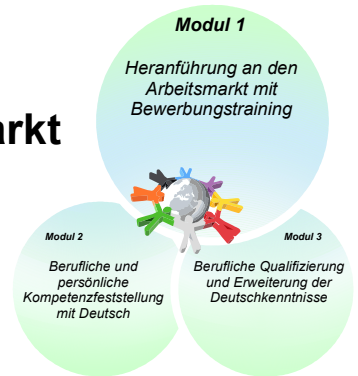 Modul 1
Heranführung an den
Arbeitsmarkt mit
Bewerbungstraining
arkt
Modul 2
Berufliche und
persönliche
Kompetenzfeststellung
mit Deutsch
Modul 3
Berufliche Qualifizierung
und Erweiterung der
Deutschkenntnisse